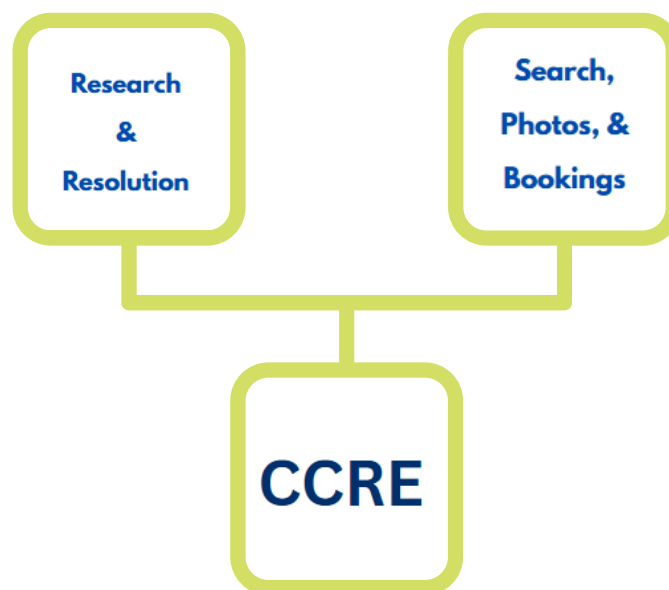 Research
&
Resolution
Search,
Photos, &
Bookings
CCRE